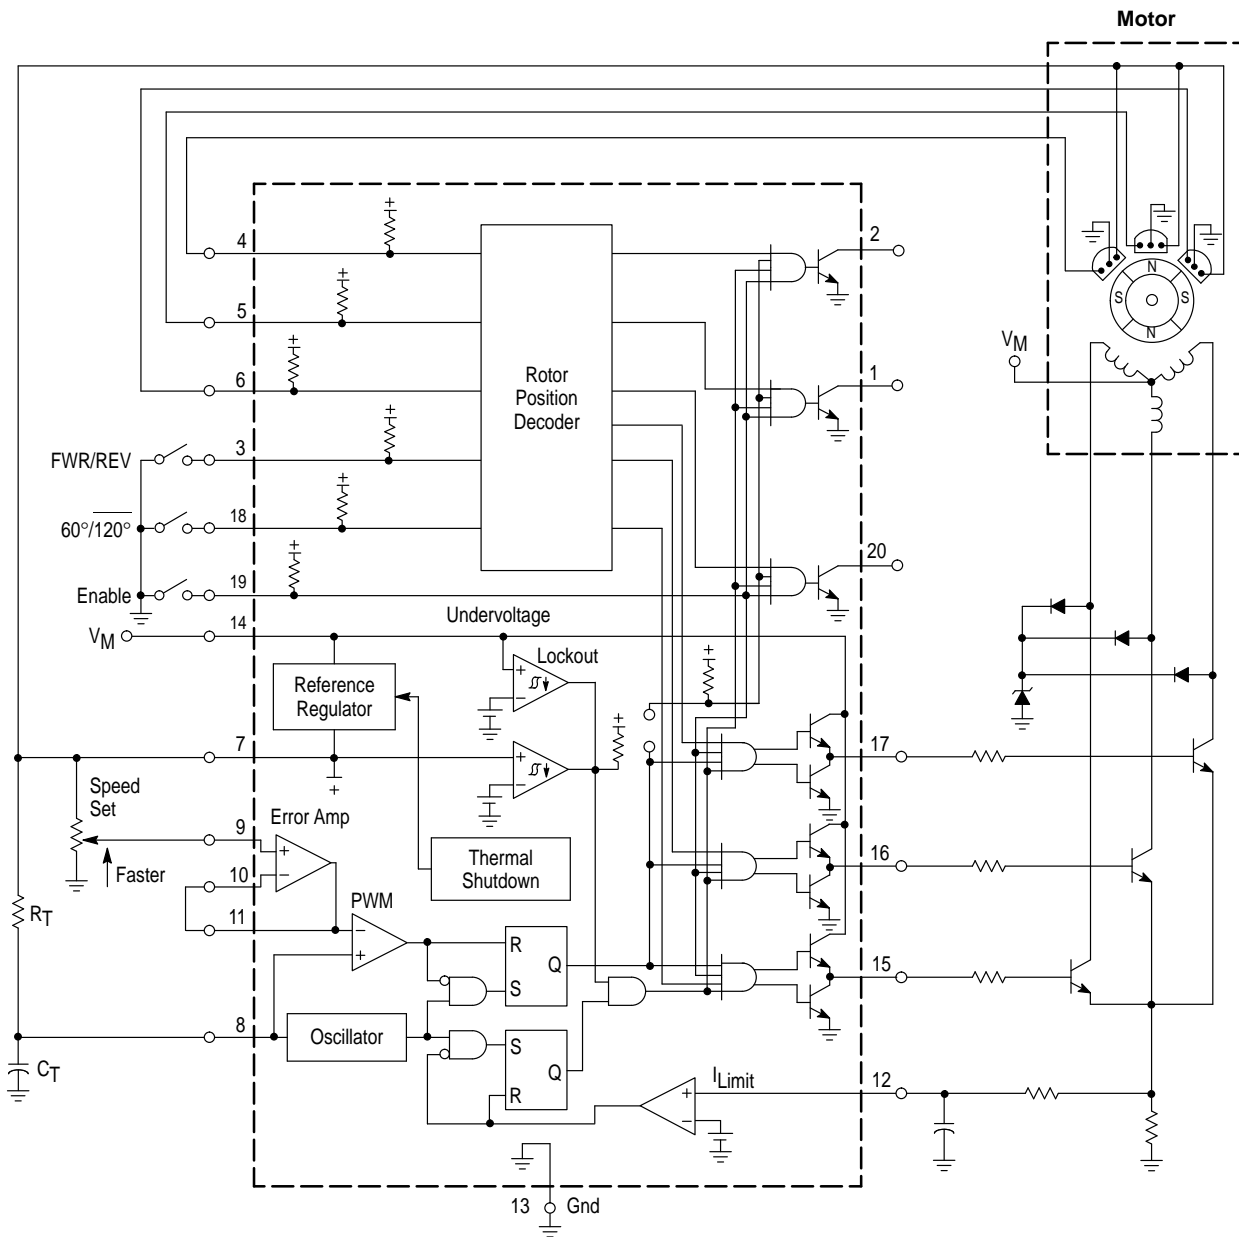 Motor
N
S
S
N
VM
4
5
6
FWR/REV
3
60°/120°
18
Enable
19
VM
14
Rotor
Position
Decoder
2
1
20
Undervoltage
Lockout
Reference
Regulator
7
Speed
Set
9
Faster
10
11
RT
Error Amp
Thermal
Shutdown
PWM
R
Q
S
8
Oscillator
CT
S
Q
R
ILimit
17
16
15
12
13
Gnd